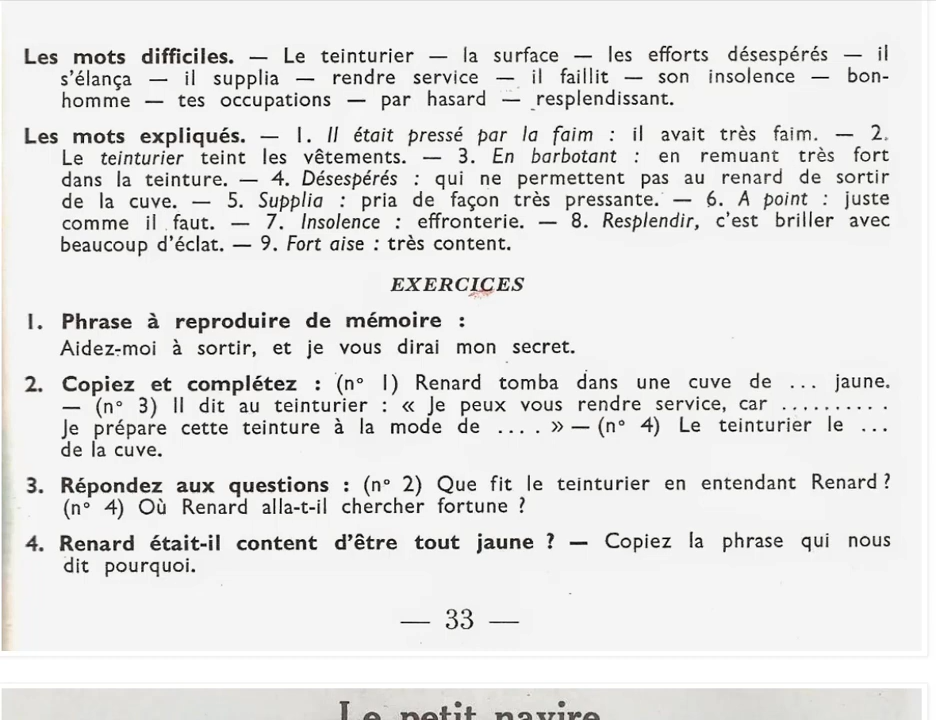 Les mots difficiles. — Le teinturier — la surface — les efforts désespérés — il
s'élança — il supplia — rendre service — il faillit — son insolence — bon-
homme — tes occupations — par hasard — resplendissant.
Les mots expliqués. — 1. Il était pressé par la faim : il avait très faim. — 2.
Le teinturier teint les vêtements. — 3. En barbotant : en remuant très fort
dans la teinture. — 4. Désespérés : qui ne permettent pas au renard de sortir
de la cuve. — 5. Supplia : pria de façon très pressante. — 6. A point : juste
comme il faut. — 7. Insolence : effronterie. — 8. Resplendir, c'est briller avec
beaucoup d'éclat. — 9. Fort aise : très content.
EXERCICES
1. Phrase à reproduire de mémoire :
Aidez-moi à sortir, et je vous dirai mon secret.
2. Copiez et complétez : (n° 1) Renard tomba dans une cuve de ... jaune.
— (n° 3) Il dit au teinturier : « Je peux vous rendre service, car ..........
Je prépare cette teinture à la mode de .... » — (n° 4) Le teinturier le ...
de la cuve.
3. Répondez aux questions : (n° 2) Que fit le teinturier en entendant Renard ?
(n° 4) Où Renard alla-t-il chercher fortune ?
4. Renard était-il content d'être tout jaune ? — Copiez la phrase qui nous
dit pourquoi.
— 33 —
Le petit navire